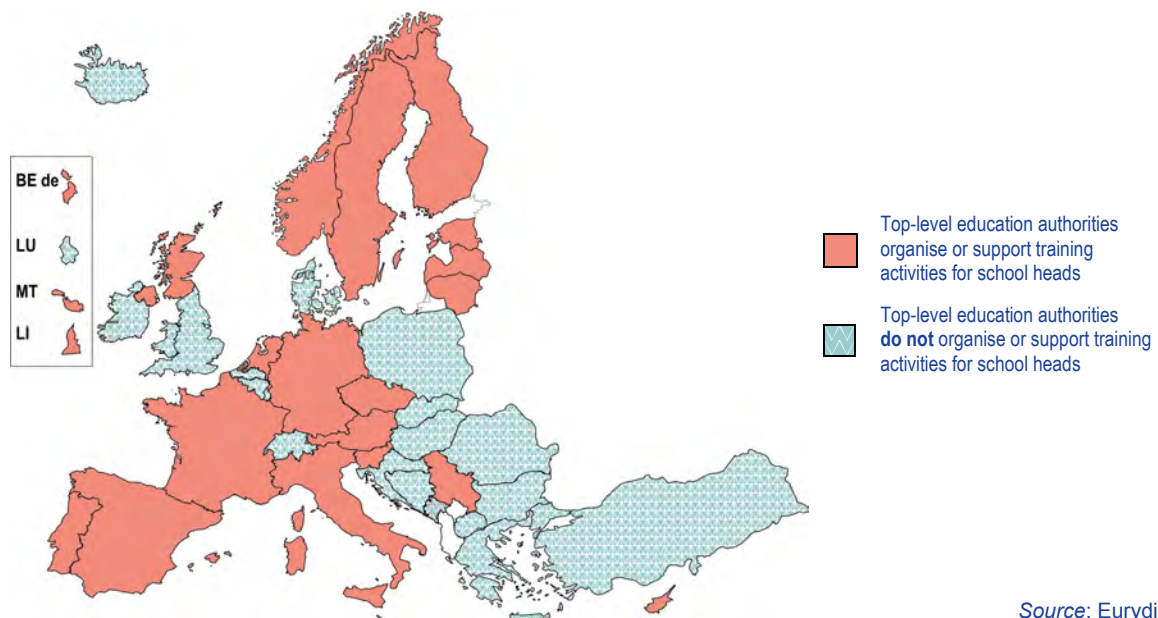 BE de
LU
MT
LI
Top-level education authorities
organise or support training
activities for school heads
Top-level education authorities
do not organise or support training
activities for school heads
Source: Eurydi